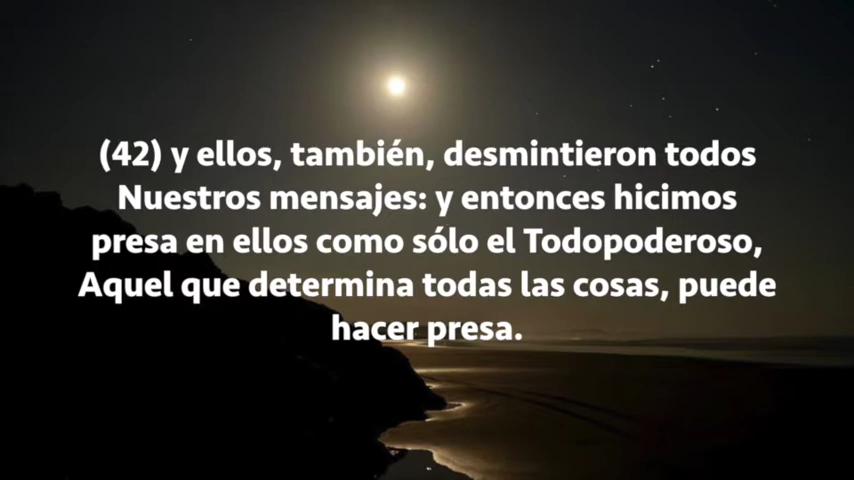 (42) y ellos, también, desmintieron todos
Nuestros mensajes: y entonces hicimos
presa en ellos como sólo el Todopoderoso,
Aquel que determina todas las cosas, puede
hacer presa.